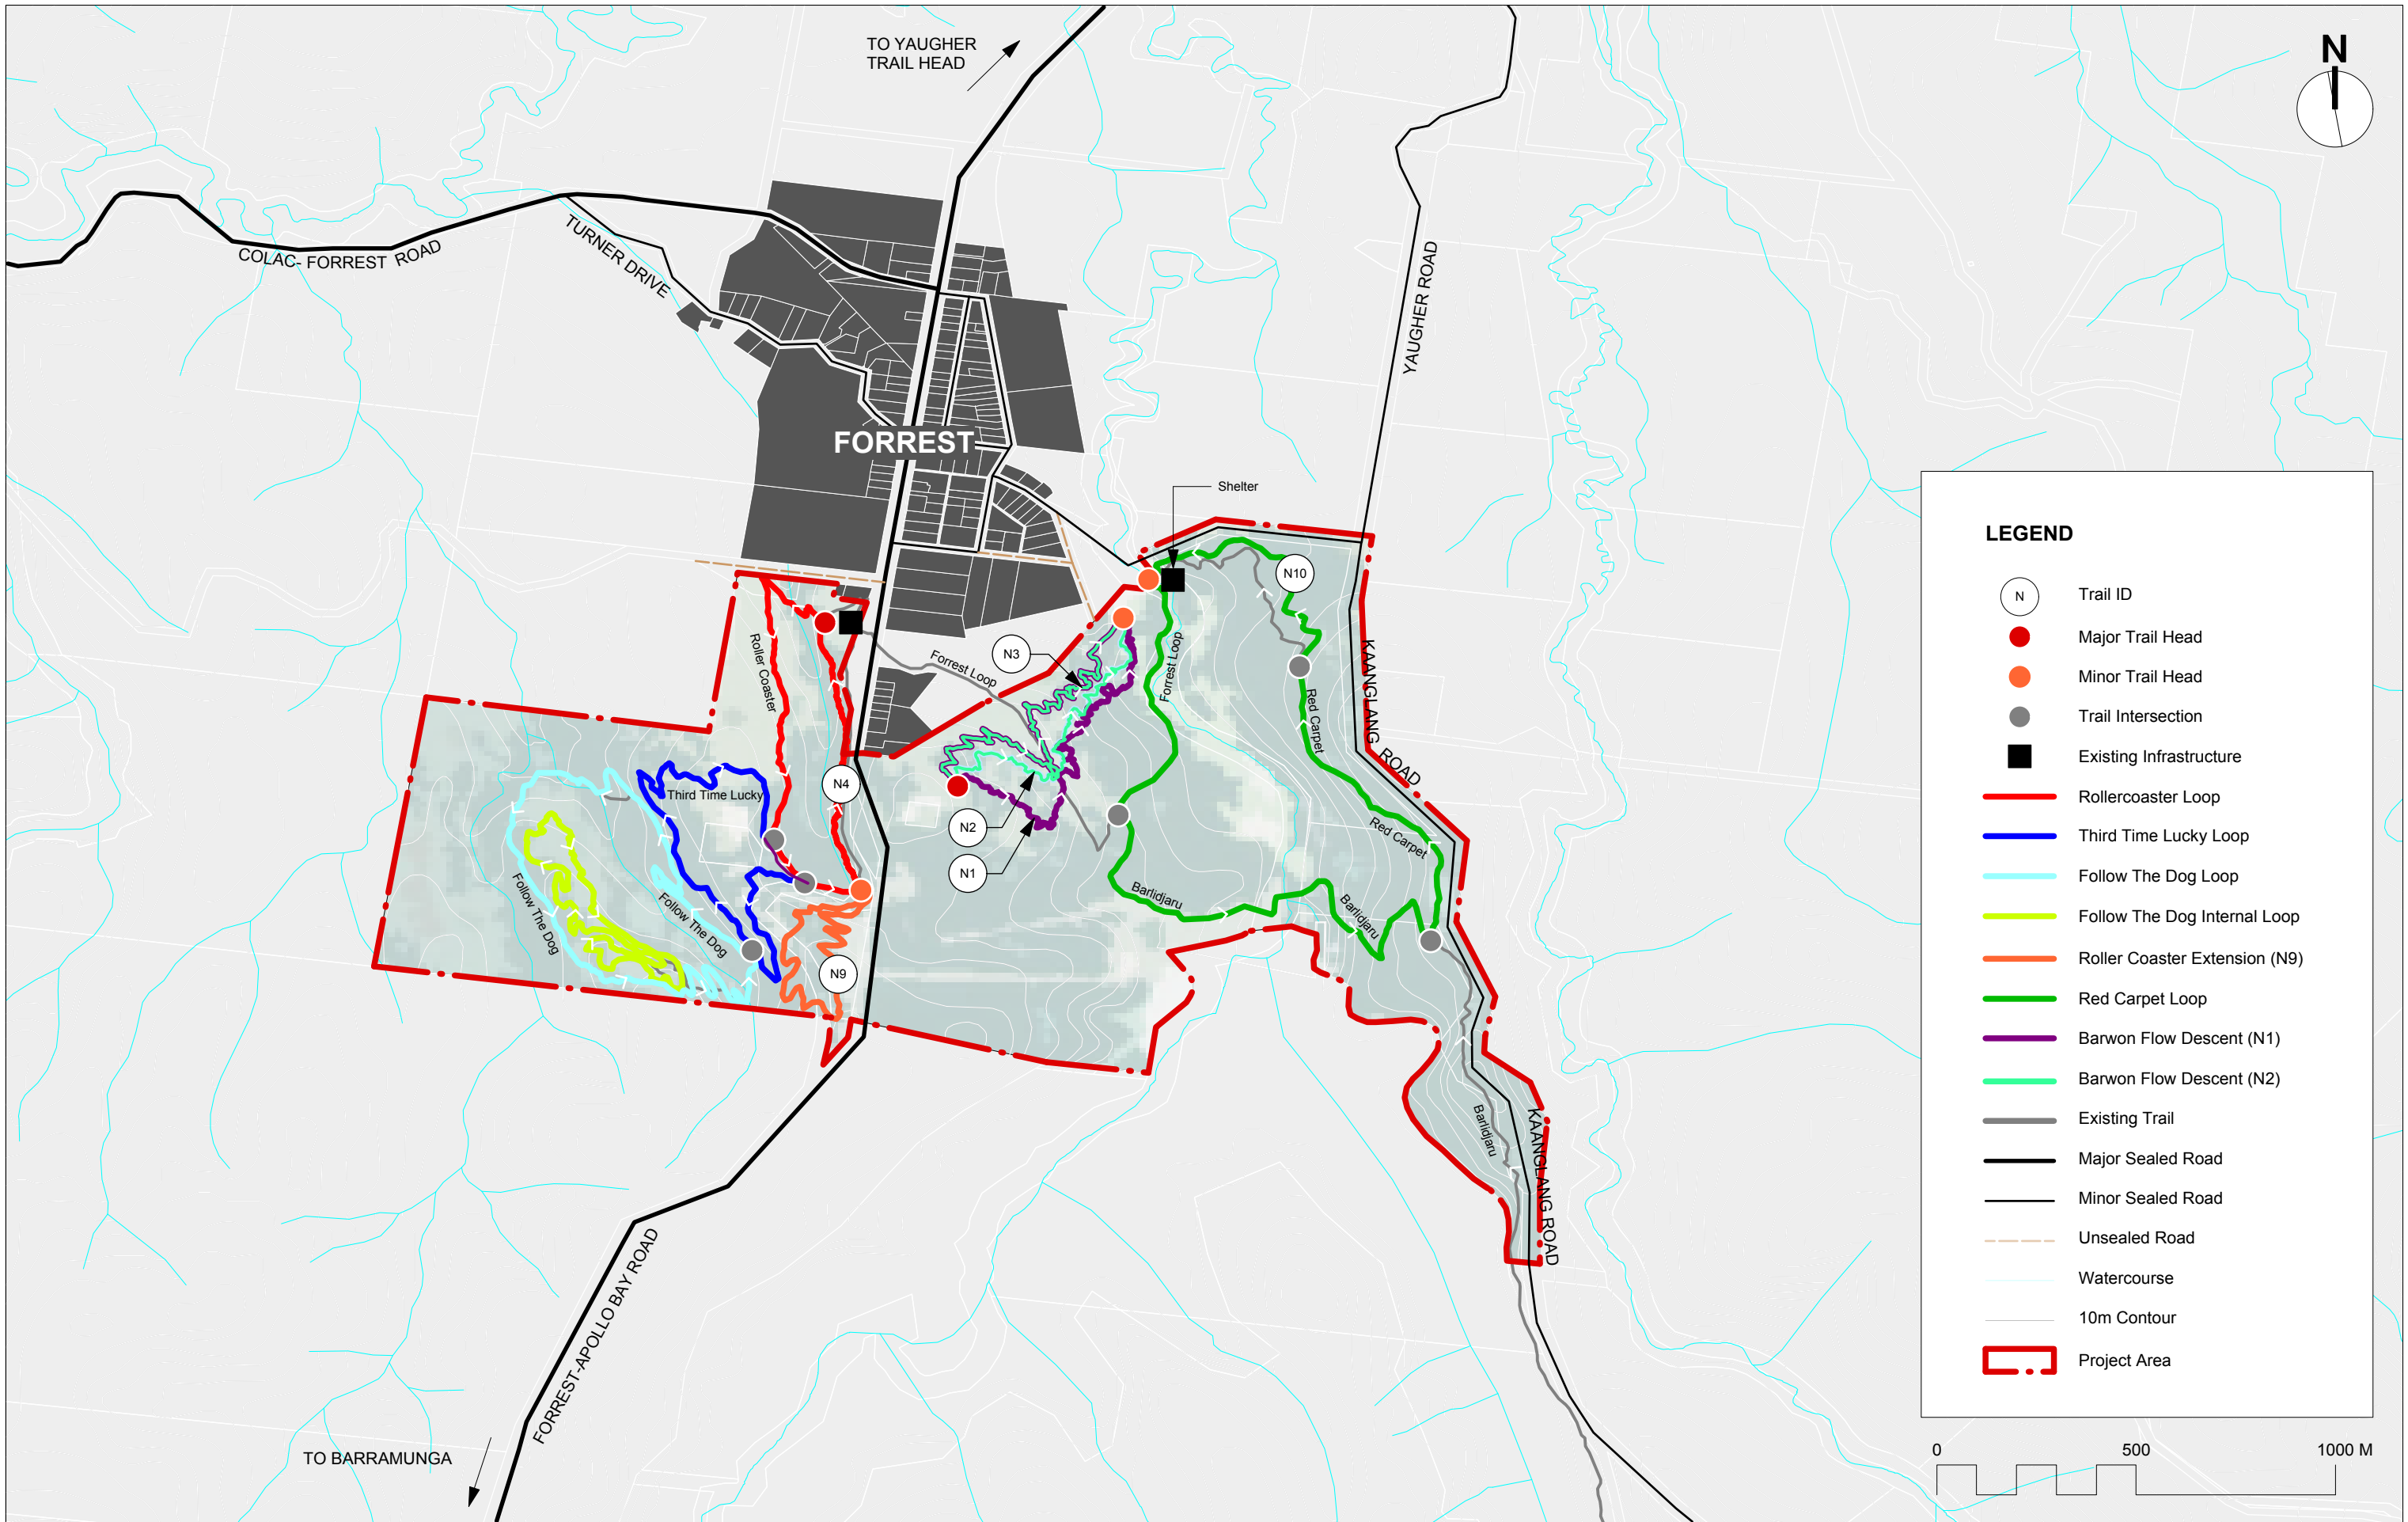 TO YAUGHER
TRAIL HEAD
N
COLAC- FORREST ROAD
TURNER DRIVE
YAUGHER ROAD
FORREST
Shelter
N10
Roller Coaster
Forrest Loop
N3
Forrest Loop
KAANGLANG ROAD
Red Carpet
Third Time Lucky
N4
N2
N1
Red Carpet
Follow The Dog
Follow The Dog
Barlidjaru
Barlidjaru
N9
Barlidjaru
KAANGLANG ROAD
FORREST-APOLLO BAY ROAD
TO BARRAMUNGA
LEGEND
N Trail ID
Major Trail Head
Minor Trail Head
Trail Intersection
Existing Infrastructure
Rollercoaster Loop
Third Time Lucky Loop
Follow The Dog Loop
Follow The Dog Internal Loop
Roller Coaster Extension (N9)
Red Carpet Loop
Barwon Flow Descent (N1)
Barwon Flow Descent (N2)
Existing Trail
Major Sealed Road
Minor Sealed Road
Unsealed Road
Watercourse
10m Contour
Project Area
0 500 1000 M